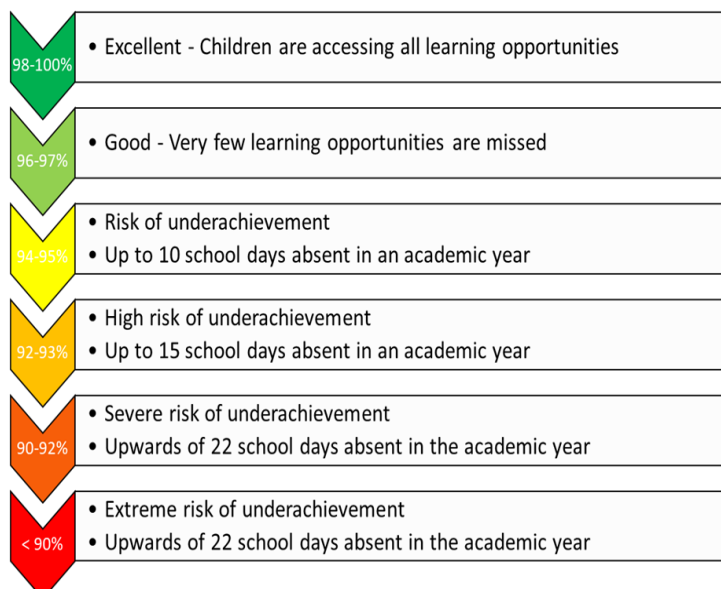 98-100%
• Excellent - Children are accessing all learning opportunities
96-97%
• Good - Very few learning opportunities are missed
94-95%
• Risk of underachievement
• Up to 10 school days absent in an academic year
92-93%
• High risk of underachievement
• Up to 15 school days absent in an academic year
90-92%
• Severe risk of underachievement
• Upwards of 22 school days absent in the academic year
< 90%
• Extreme risk of underachievement
• Upwards of 22 school days absent in the academic year